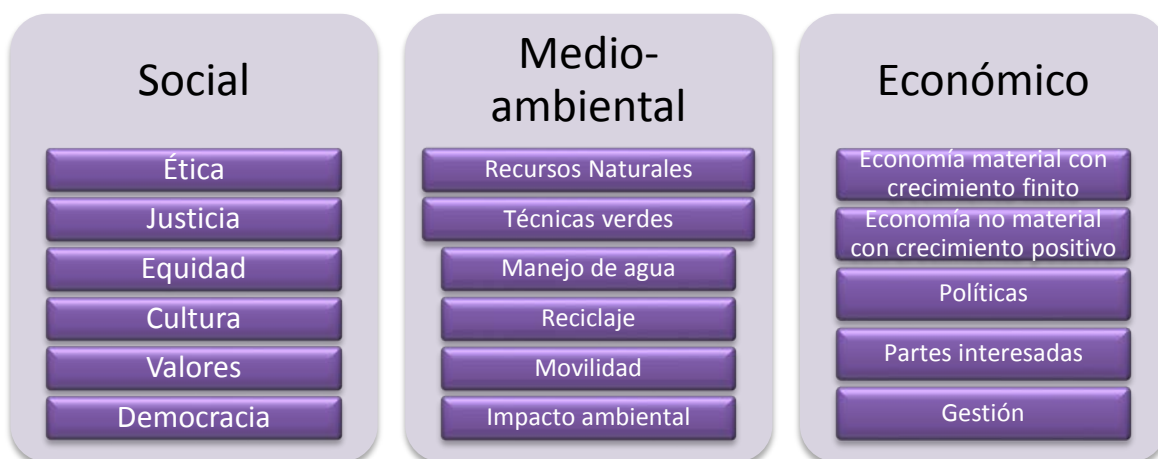 Social
Ética
Justicia
Equidad
Cultura
Valores
Democracia
Medio-
ambiental
Recursos Naturales
Técnicas verdes
Manejo de agua
Reciclaje
Movilidad
Impacto ambiental
Económico
Economía material con
crecimiento finito
Economía no material
con crecimiento positivo
Políticas
Partes interesadas
Gestión